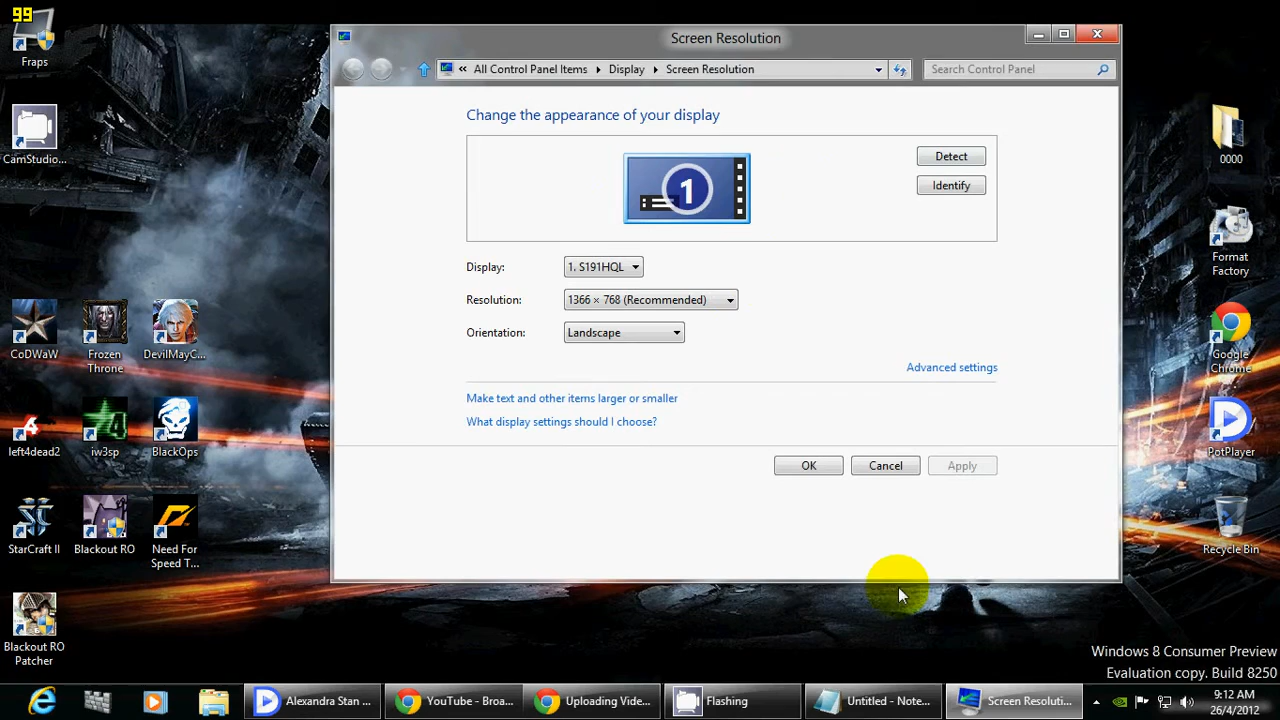 99
Fraps
CamStudio...
CoDWaW
Frozen Throne
DevilMayC...
left4dead2
iw3sp
BlackOps
StarCraft II
Blackout RO
Need For Speed T...
Blackout RO Patcher
Screen Resolution
« All Control Panel Items Display Screen Resolution
Search Control Panel
Change the appearance of your display
1
Detect
Identify
Display: 1. S191HQL
Resolution: 1366 × 768 (Recommended)
Orientation: Landscape
Advanced settings
Make text and other items larger or smaller
What display settings should I choose?
OK Cancel Apply
0000
Format Factory
Google Chrome
PotPlayer
Recycle Bin
Windows 8 Consumer Preview
Evaluation copy. Build 8250
Alexandra Stan ...
YouTube - Broa...
Uploading Vide...
Flashing
Untitled - Note...
Screen Resoluti...
9:12 AM
26/4/2012